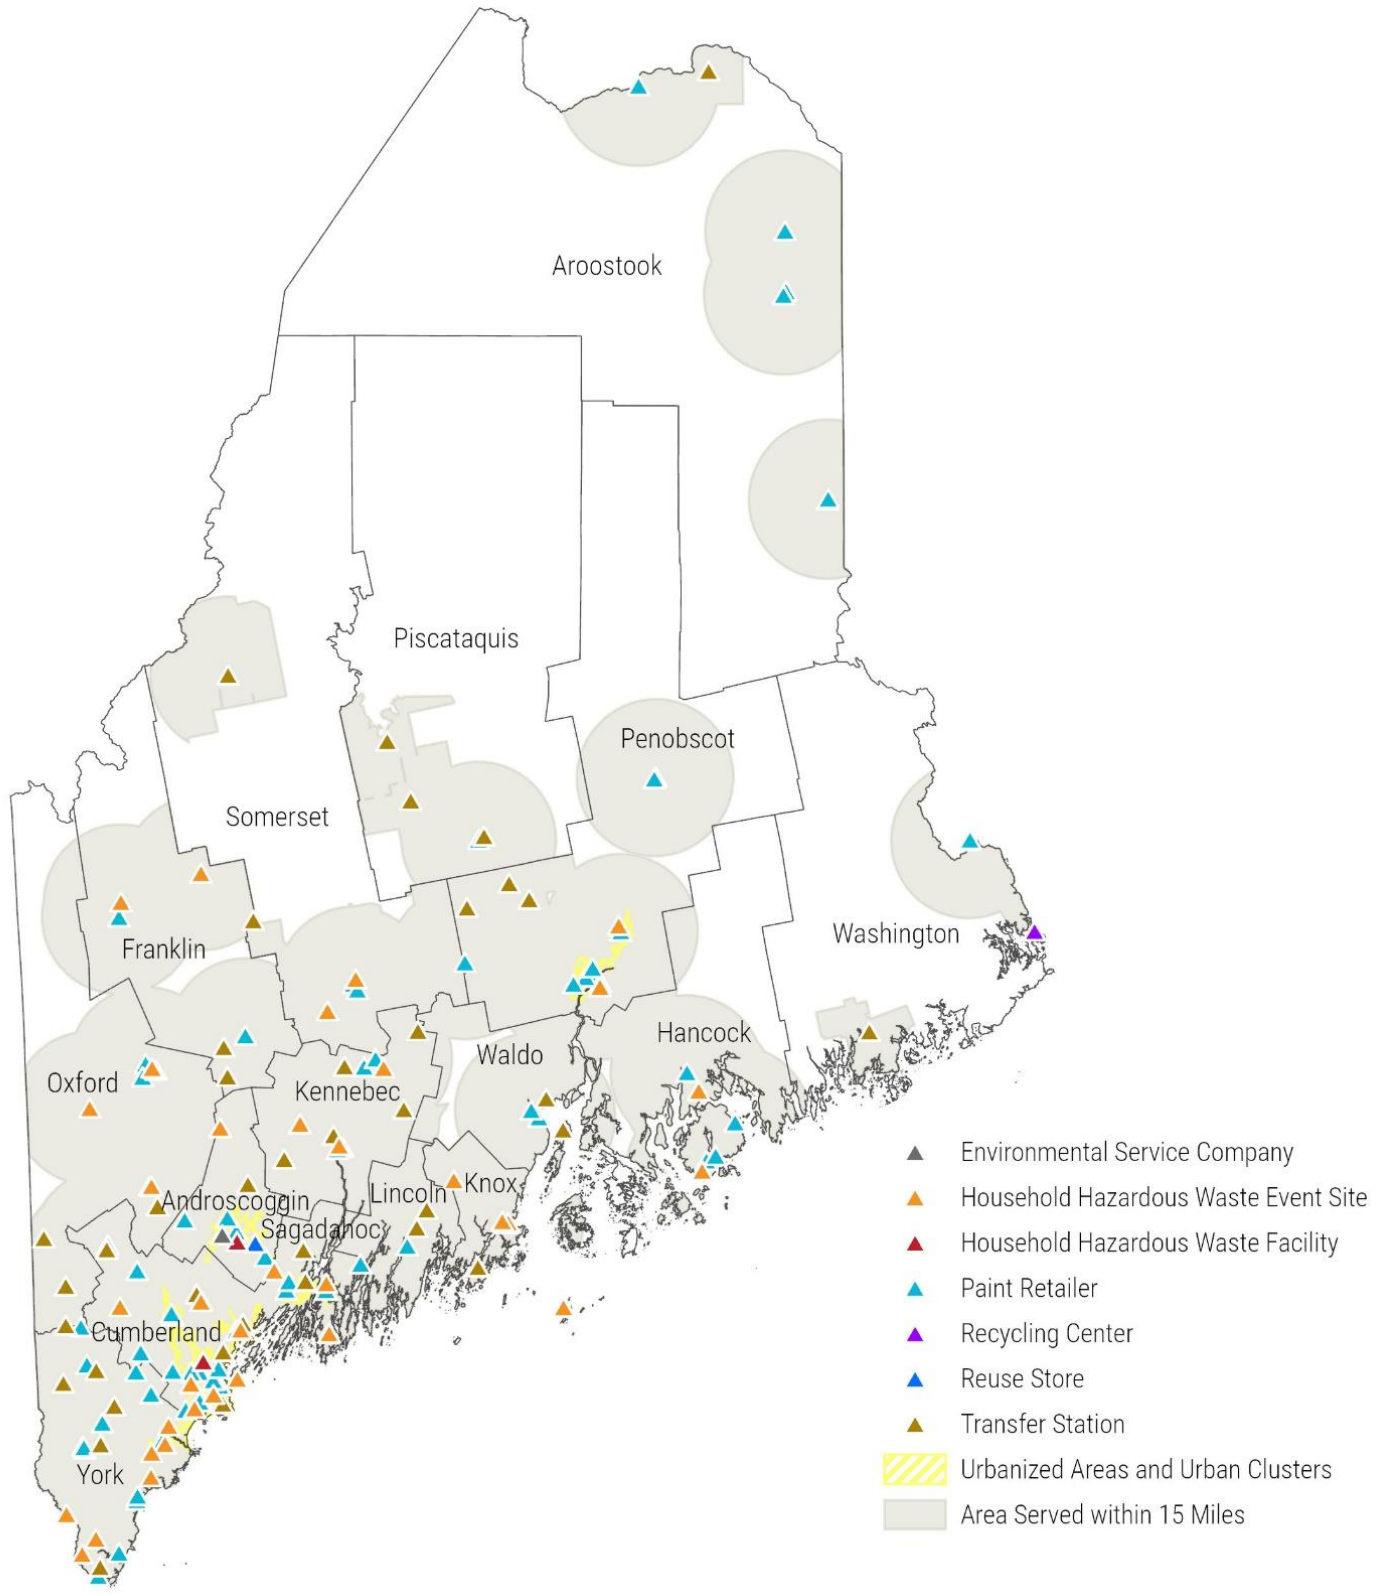 Aroostook
Piscataquis
Penobscot
Somerset
Washington
Franklin
Hancock
Waldo
Oxford
Kennebec
Knox
Lincoln
Androscoggin
Sagadahoc
Cumberland
York
Environmental Service Company
Household Hazardous Waste Event Site
Household Hazardous Waste Facility
Paint Retailer
Recycling Center
Reuse Store
Transfer Station
Urbanized Areas and Urban Clusters
Area Served within 15 Miles